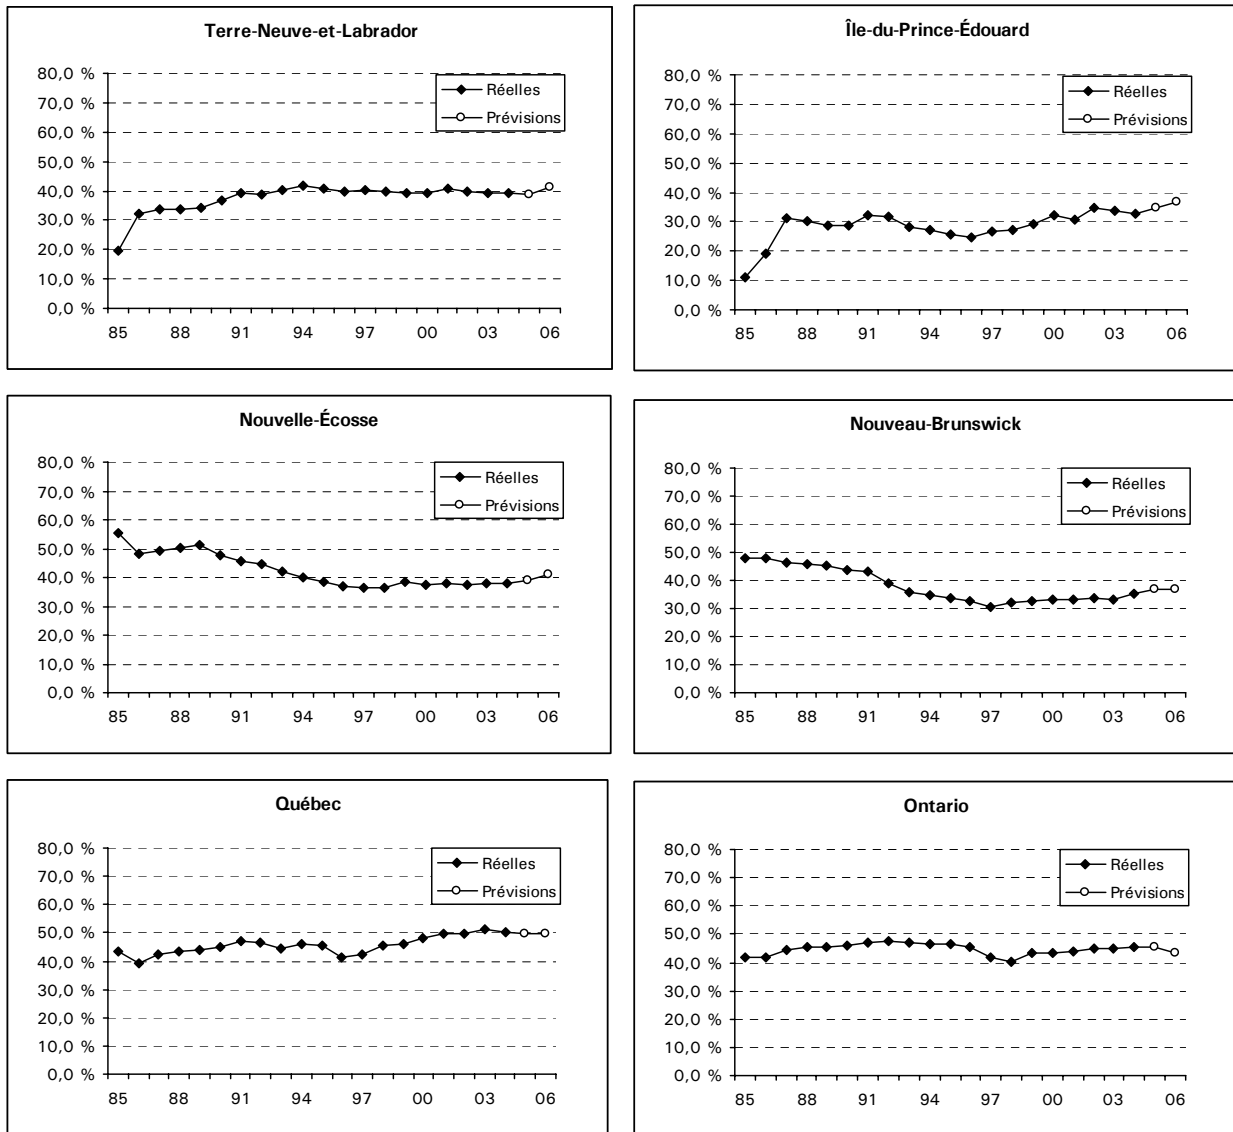 Terre-Neuve-et-Labrador
80,0 %
70,0 %
60,0 %
50,0 %
40,0 %
30,0 %
20,0 %
10,0 %
0,0 %
Réelles
Prévisions
85 88 91 94 97 00 03 06
Île-du-Prince-Édouard
80,0 %
70,0 %
60,0 %
50,0 %
40,0 %
30,0 %
20,0 %
10,0 %
0,0 %
Réelles
Prévisions
85 88 91 94 97 00 03 06
Nouvelle-Écosse
80,0 %
70,0 %
60,0 %
50,0 %
40,0 %
30,0 %
20,0 %
10,0 %
0,0 %
Réelles
Prévisions
85 88 91 94 97 00 03 06
Nouveau-Brunswick
80,0 %
70,0 %
60,0 %
50,0 %
40,0 %
30,0 %
20,0 %
10,0 %
0,0 %
Réelles
Prévisions
85 88 91 94 97 00 03 06
Québec
80,0 %
70,0 %
60,0 %
50,0 %
40,0 %
30,0 %
20,0 %
10,0 %
0,0 %
Réelles
Prévisions
85 88 91 94 97 00 03 06
Ontario
80,0 %
70,0 %
60,0 %
50,0 %
40,0 %
30,0 %
20,0 %
10,0 %
0,0 %
Réelles
Prévisions
85 88 91 94 97 00 03 06